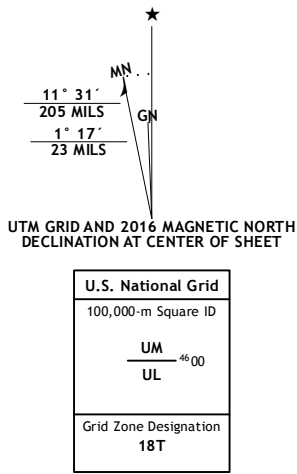 ★
MN
11° 31´
205 MILS
GN
1° 17´
23 MILS
UTM GRID AND 2016 MAGNETIC NORTH
DECLINATION AT CENTER OF SHEET
U.S. National Grid
100,000-m Square ID
UM
4600
UL
Grid Zone Designation
18T